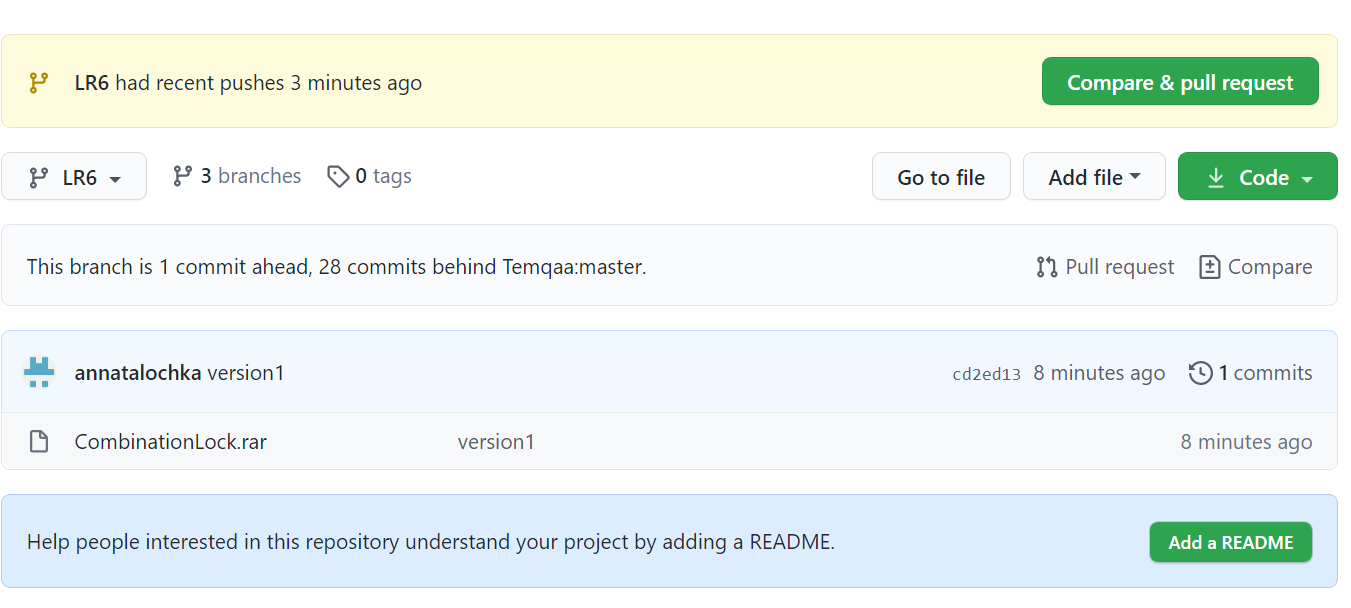 LR6 had recent pushes 3 minutes ago
Compare & pull request
LR6
3 branches
0 tags
Go to file
Add file
Code
This branch is 1 commit ahead, 28 commits behind Temqaa:master.
Pull request
Compare
annatalochka version1
cd2ed13 8 minutes ago
1 commits
CombinationLock.rar
version1
8 minutes ago
Help people interested in this repository understand your project by adding a README.
Add a README